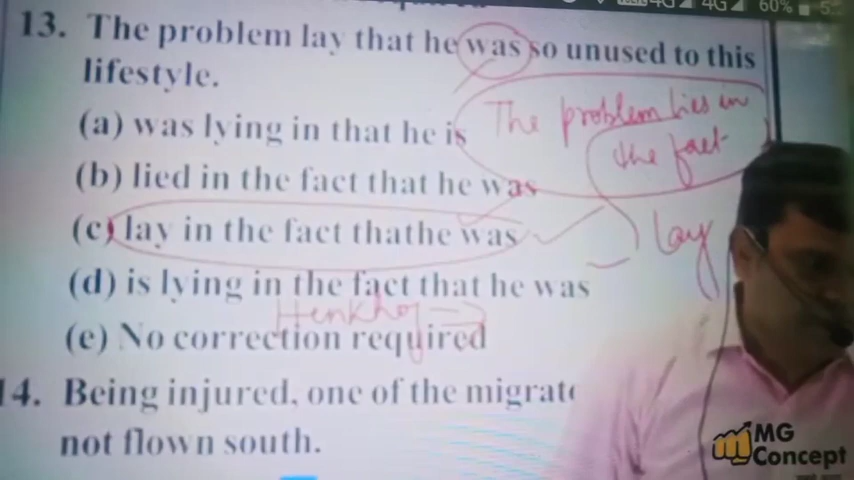 4G 4G 60%
13. The problem lay that he was so unused to this
lifestyle.
(a) was lying in that he is
The problem lies in
the fact
(b) lied in the fact that he was
(c) lay in the fact thathe was
lay
(d) is lying in the fact that he was
(e) No correction required
14. Being injured, one of the
not flown south.
MG
Concept